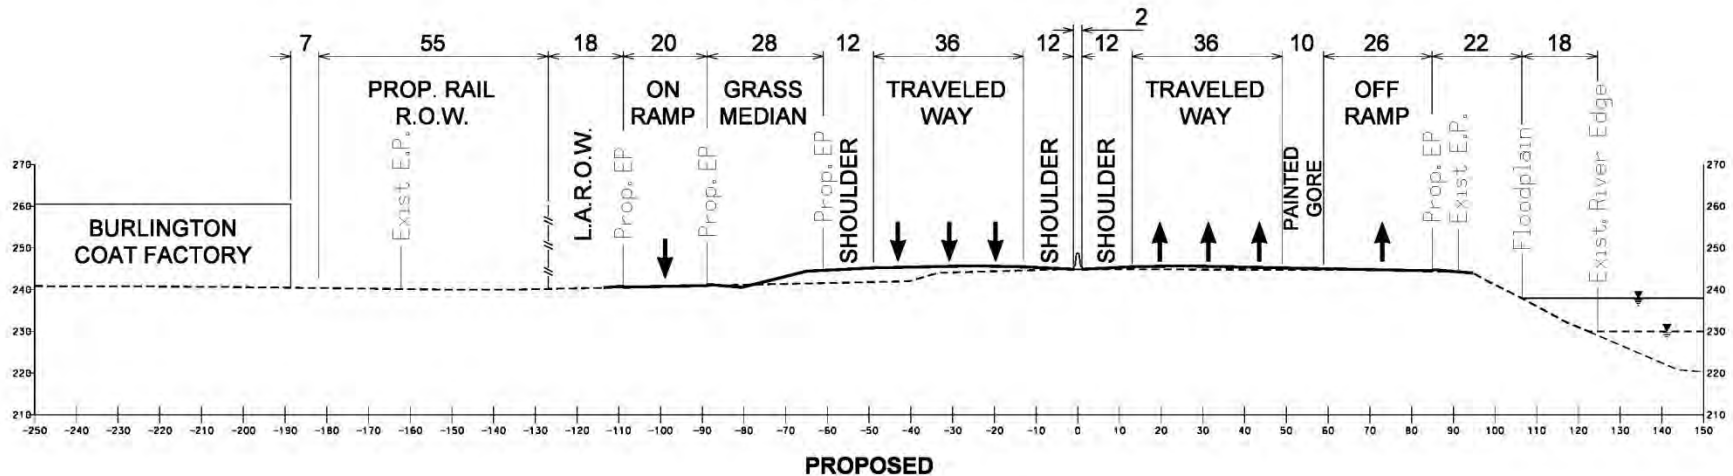 2
7 55 18 20 28 12 36 12 12 36 10 26 22 18
PROP. RAIL
R.O.W.
ON
RAMP
GRASS
MEDIAN
TRAVELED
WAY
TRAVELED
WAY
OFF
RAMP
Exist E.P.
L.A.R.O.W.
Prop. EP
Prop. EP
Prop. EP
SHOULDER
SHOULDER
SHOULDER
PAINTED
GORE
Prop. EP
Exist E.P.
Floodplain
Exist. River Edge
BURLINGTON
COAT FACTORY
270 270
260 260
250 250
240 240
230 230
220 220
210 210
-250 -240 -230 -220 -210 -200 -190 -180 -170 -160 -150 -140 -130 -120 -110 -100 -90 -80 -70 -60 -50 -40 -30 -20 -10 0 10 20 30 40 50 60 70 80 90 100 110 120 130 140 150
PROPOSED